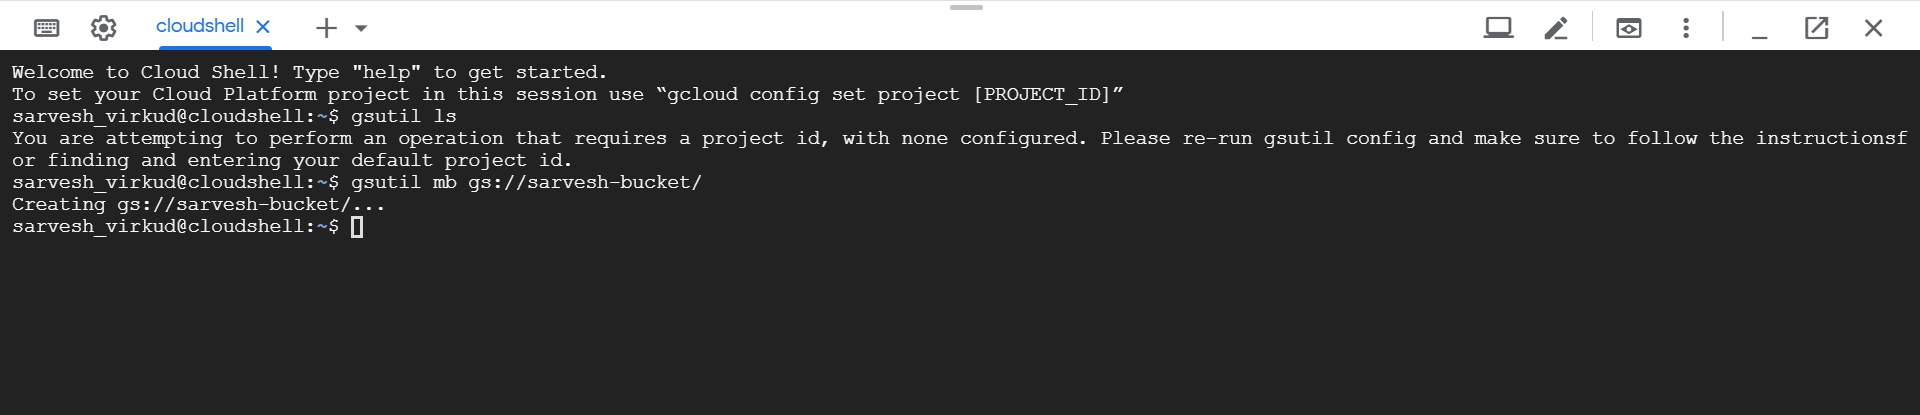 cloudshell
Welcome to Cloud Shell! Type "help" to get started.
To set your Cloud Platform project in this session use “gcloud config set project [PROJECT_ID]”
sarvesh_virkud@cloudshell:~$ gsutil ls
You are attempting to perform an operation that requires a project id, with none configured. Please re-run gsutil config and make sure to follow the instructionsf
or finding and entering your default project id.
sarvesh_virkud@cloudshell:~$ gsutil mb gs://sarvesh-bucket/
Creating gs://sarvesh-bucket/...
sarvesh_virkud@cloudshell:~$